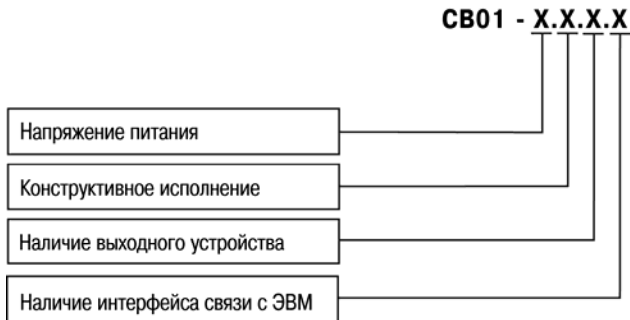 СВ01 - X.X.X.X
Напряжение питания
Конструктивное исполнение
Наличие выходного устройства
Наличие интерфейса связи с ЭВМ